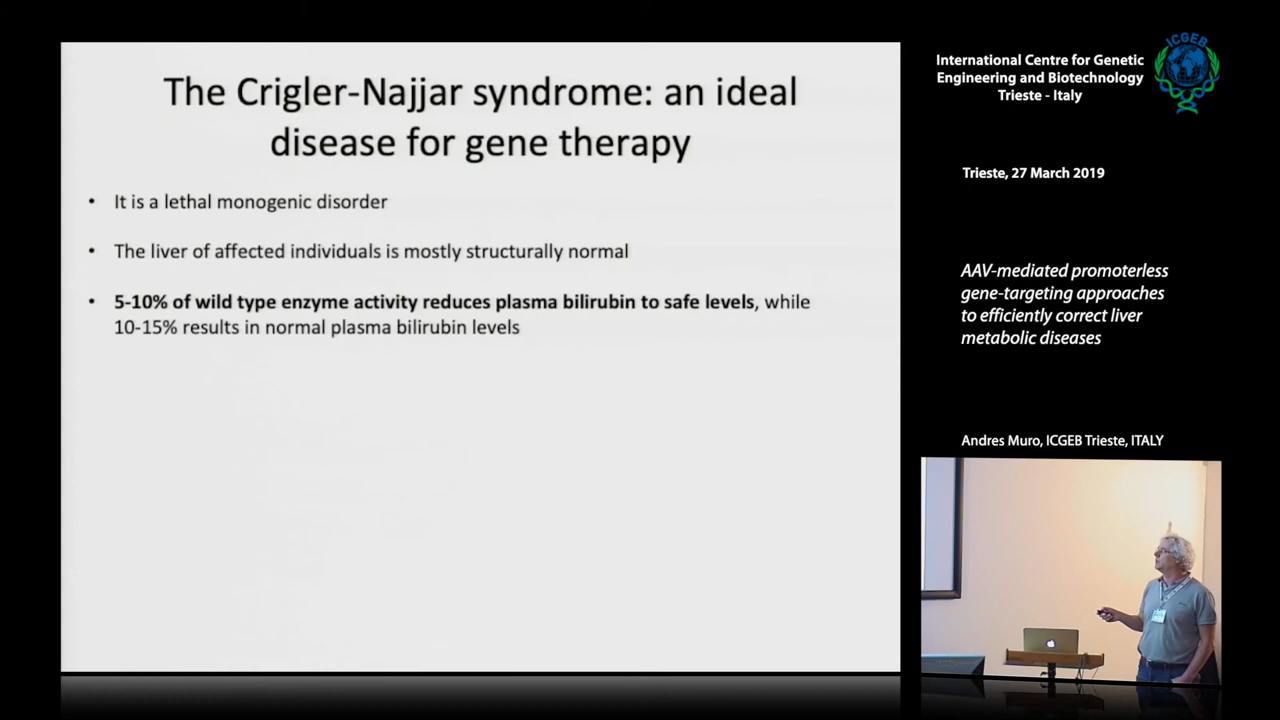 The Crigler-Najjar syndrome: an ideal
disease for gene therapy
• It is a lethal monogenic disorder
• The liver of affected individuals is mostly structurally normal
• 5-10% of wild type enzyme activity reduces plasma bilirubin to safe levels, while
10-15% results in normal plasma bilirubin levels
International Centre for Genetic
Engineering and Biotechnology
Trieste - Italy
ICGEB
Trieste, 27 March 2019
AAV-mediated promoterless
gene-targeting approaches
to efficiently correct liver
metabolic diseases
Andres Muro, ICGEB Trieste, ITALY